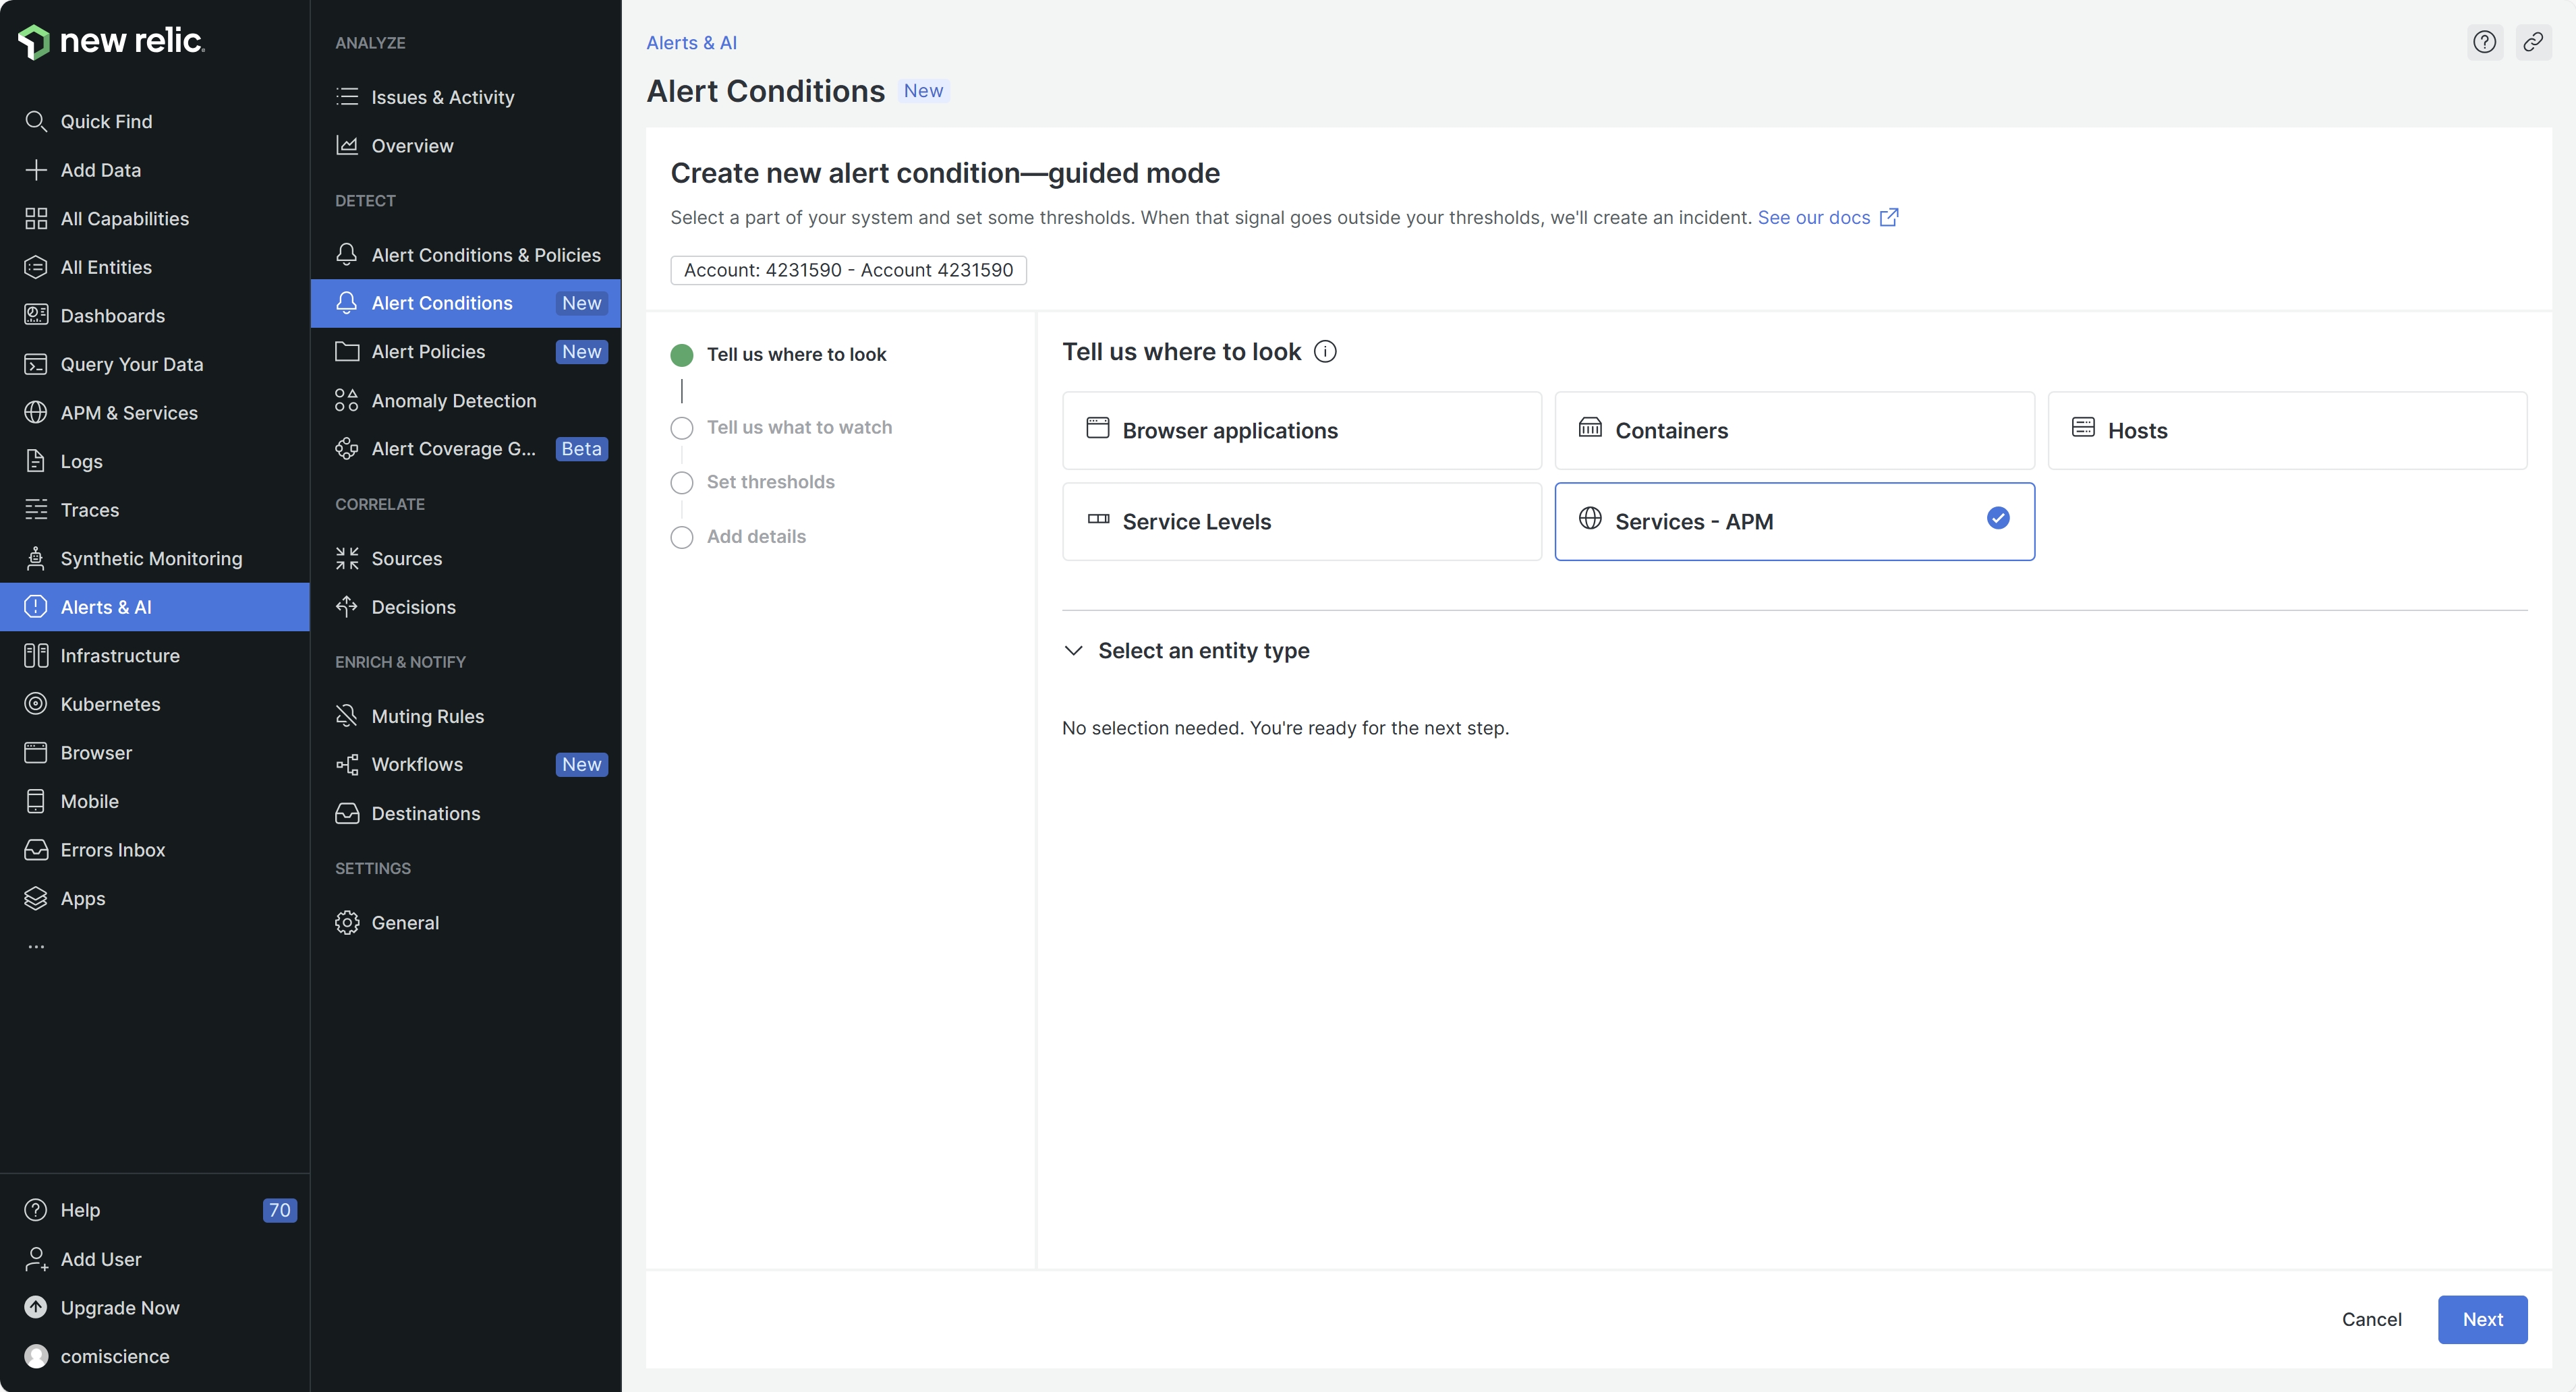 new relic.
Quick Find
Add Data
All Capabilities
All Entities
Dashboards
Query Your Data
APM & Services
Logs
Traces
Synthetic Monitoring
Alerts & AI
Infrastructure
Kubernetes
Browser
Mobile
Errors Inbox
Apps
...
Help 70
Add User
Upgrade Now
comiscience
ANALYZE
Issues & Activity
Overview
DETECT
Alert Conditions & Policies
Alert Conditions New
Alert Policies New
Anomaly Detection
Alert Coverage G... Beta
CORRELATE
Sources
Decisions
ENRICH & NOTIFY
Muting Rules
Workflows New
Destinations
SETTINGS
General
Alerts & AI
Alert Conditions New
Create new alert condition—guided mode
Select a part of your system and set some thresholds. When that signal goes outside your thresholds, we'll create an incident. See our docs
Account: 4231590 - Account 4231590
Tell us where to look
Tell us what to watch
Set thresholds
Add details
Tell us where to look
Browser applications
Containers
Hosts
Service Levels
Services - APM
Select an entity type
No selection needed. You're ready for the next step.
Cancel
Next